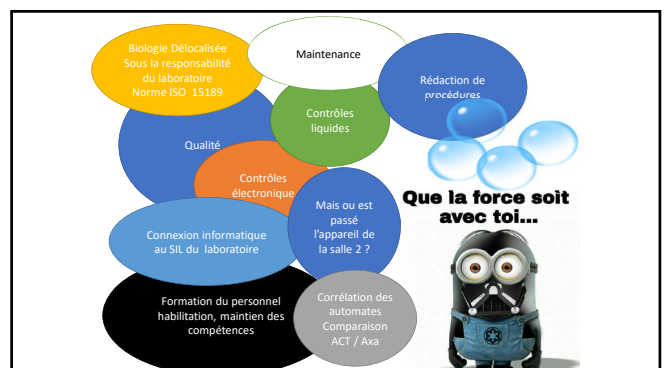 Biologie Délocalisée
Sous la responsabilité
du laboratoire
Norme ISO 15189
Maintenance
Rédaction de
procédures
Contrôles
liquides
Qualité
Contrôles
électronique
Mais ou est
passé
l'appareil de
la salle 2 ?
Que la force soit
avec toi...
Connexion informatique
au SIL du laboratoire
Formation du personnel
habilitation, maintien des
compétences
Corrélation des
automates
Comparaison
ACT / Axa